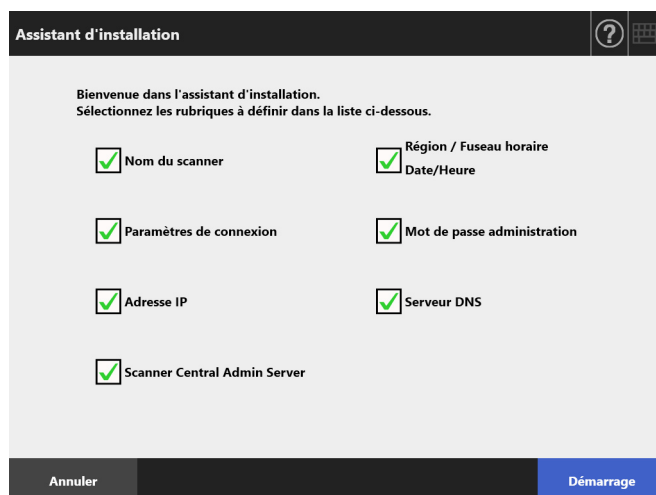 Assistant d'installation
?
Bienvenue dans l'assistant d'installation.
Sélectionnez les rubriques à définir dans la liste ci-dessous.
Nom du scanner
Région / Fuseau horaire
Date/Heure
Paramètres de connexion
Mot de passe administration
Adresse IP
Serveur DNS
Scanner Central Admin Server
Annuler
Démarrage